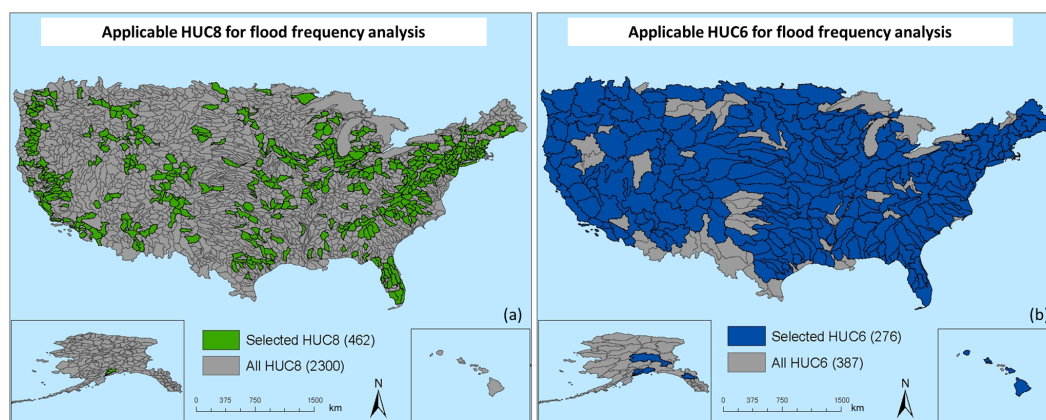 Applicable HUC8 for flood frequency analysis
(a)
Selected HUC8 (462)
All HUC8 (2300)
0 375 750 1500
km
N
Applicable HUC6 for flood frequency analysis
(b)
Selected HUC6 (276)
All HUC6 (387)
0 375 750 1500
km
N